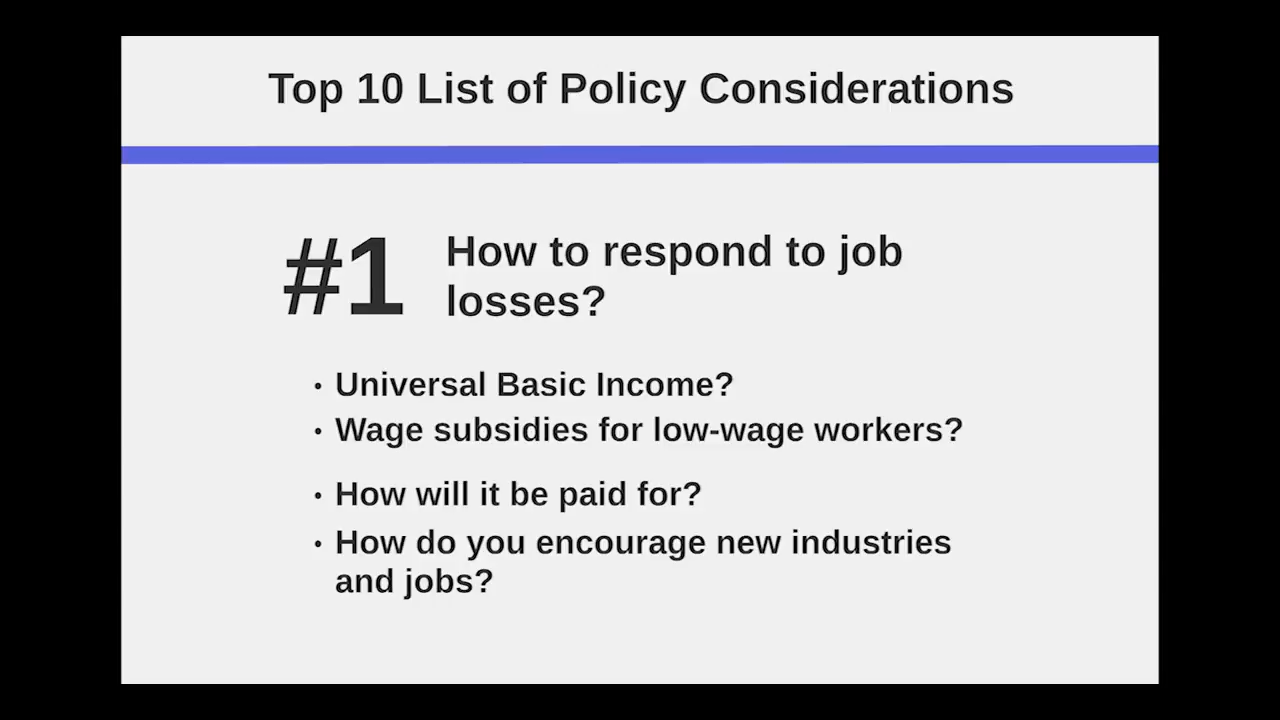 Top 10 List of Policy Considerations
#1
How to respond to job
losses?
• Universal Basic Income?
• Wage subsidies for low-wage workers?
• How will it be paid for?
• How do you encourage new industries
and jobs?